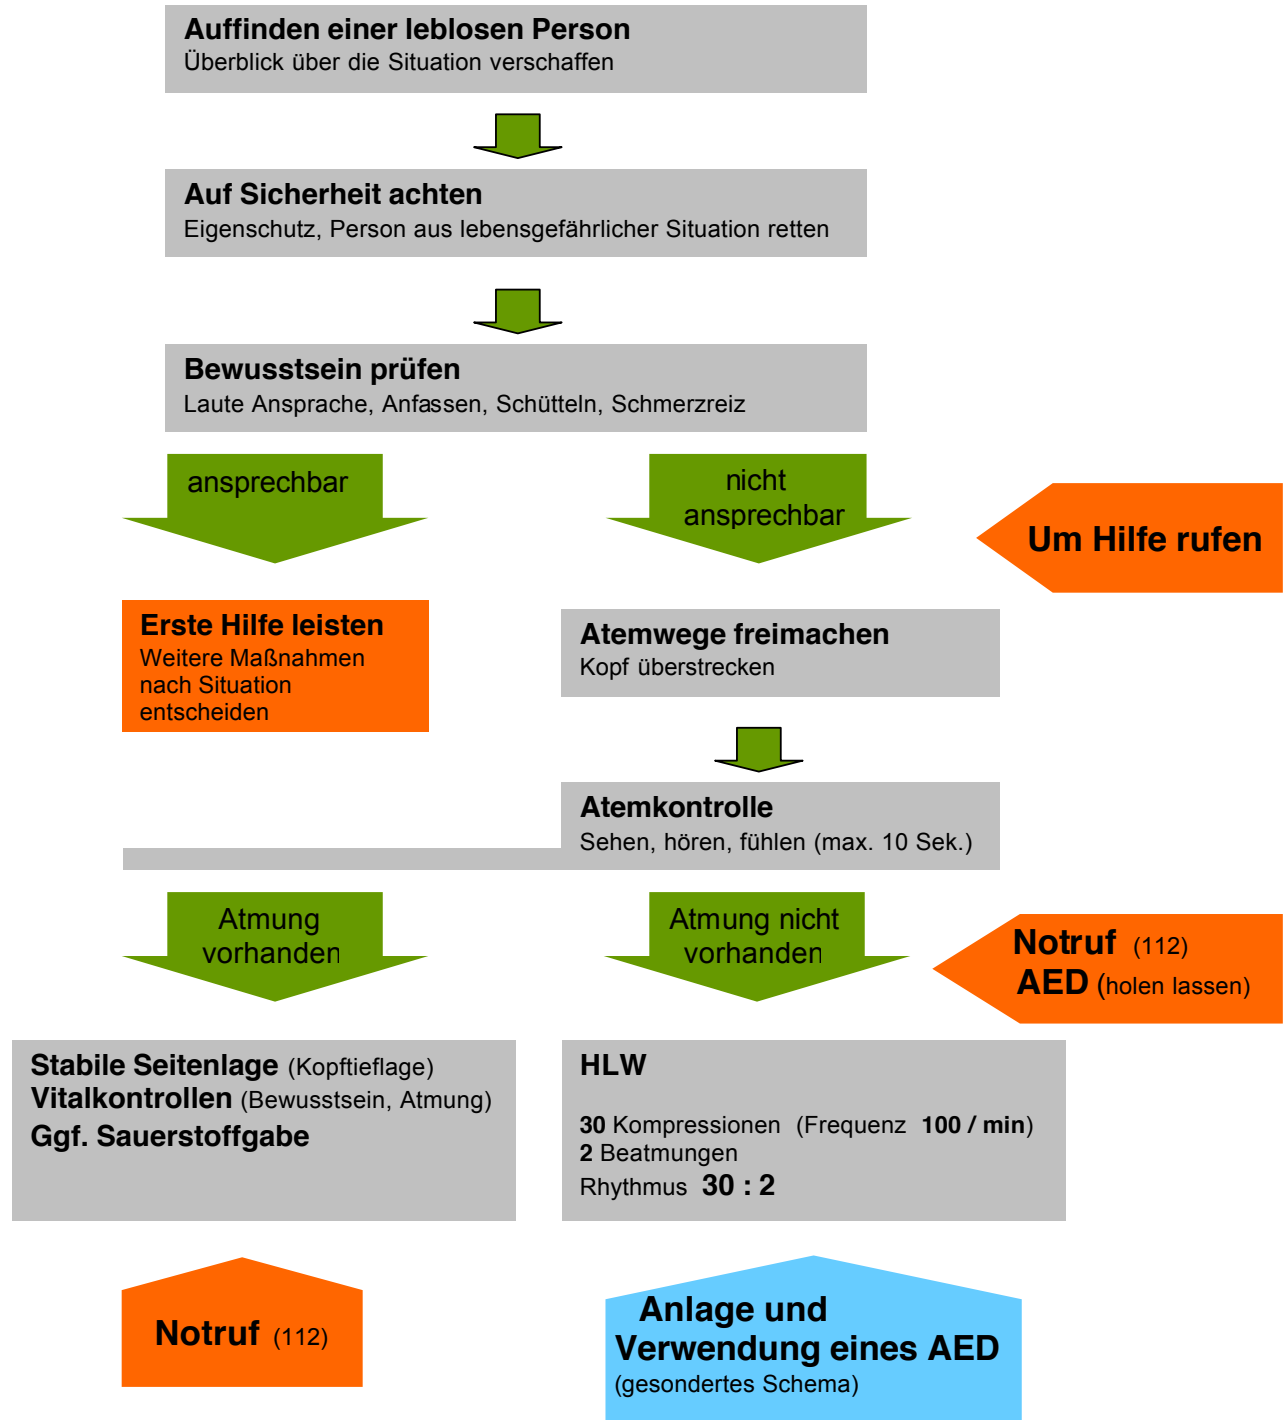 Auffinden einer leblosen Person
Überblick über die Situation verschaffen
Auf Sicherheit achten
Eigenschutz, Person aus lebensgefährlicher Situation retten
Bewusstsein prüfen
Laute Ansprache, Anfassen, Schütteln, Schmerzreiz
ansprechbar
nicht
ansprechbar
Um Hilfe rufen
Erste Hilfe leisten
Weitere Maßnahmen
nach Situation
entscheiden
Atemwege freimachen
Kopf überstrecken
Atemkontrolle
Sehen, hören, fühlen (max. 10 Sek.)
Atmung
vorhanden
Atmung nicht
vorhanden
Notruf (112)
AED (holen lassen)
Stabile Seitenlage (Kopftieflage)
Vitalkontrollen (Bewusstsein, Atmung)
Ggf. Sauerstoffgabe
HLW
30 Kompressionen (Frequenz 100 / min)
2 Beatmungen
Rhythmus 30 : 2
Notruf (112)
Anlage und
Verwendung eines AED
(gesondertes Schema)